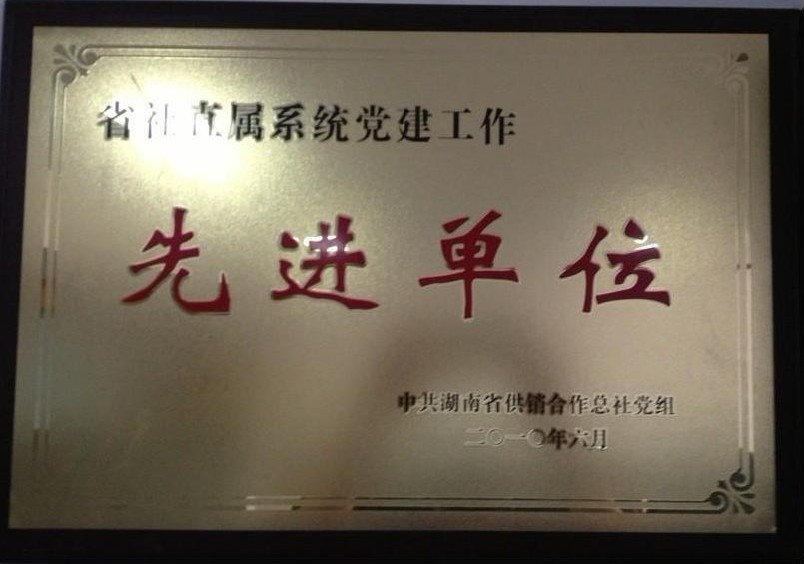 省社直属系统党建工作
先进单位
中共湖南省供销合作总社党组
二〇一〇年六月